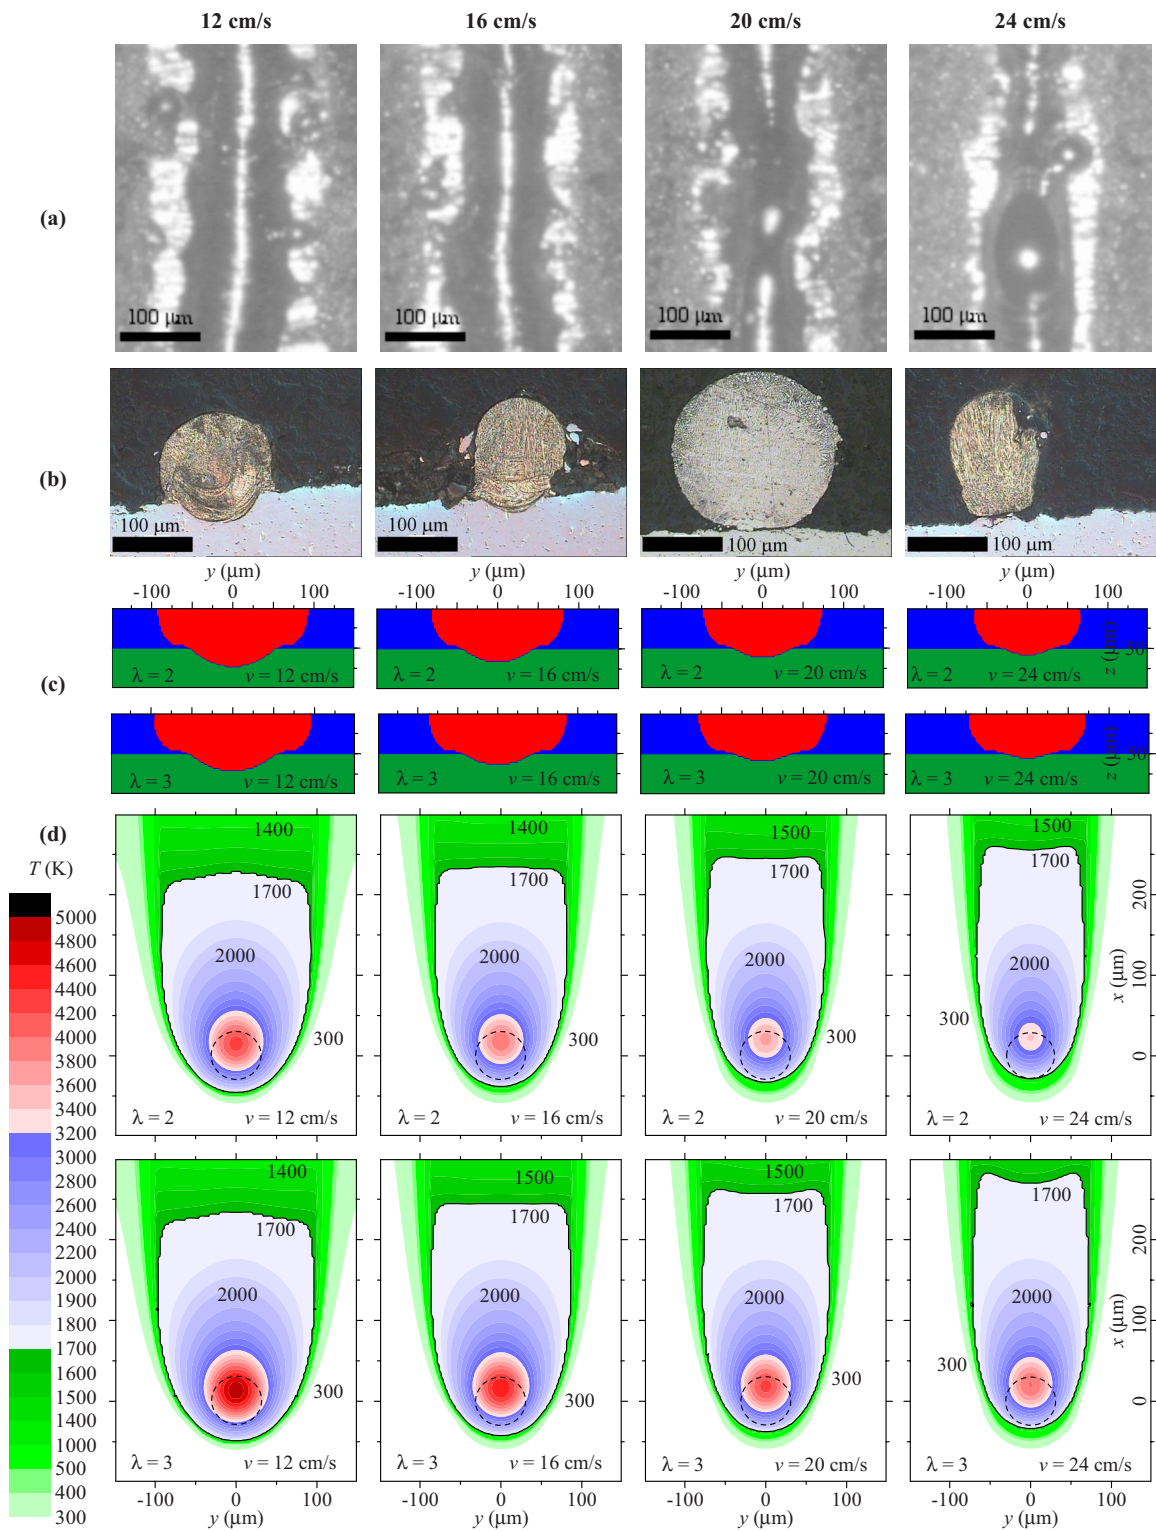 12 cm/s 16 cm/s 20 cm/s 24 cm/s
(a)
100 µm 100 µm 100 µm 100 µm
(b)
100 µm 100 µm 100 µm 100 µm
y (µm) y (µm) y (µm) y (µm)
-100 0 100 -100 0 100 -100 0 100 -100 0 100
(c)
λ = 2 v = 12 cm/s λ = 2 v = 16 cm/s λ = 2 v = 20 cm/s λ = 2 v = 24 cm/s 50 z (µm)
λ = 3 v = 12 cm/s λ = 3 v = 16 cm/s λ = 3 v = 20 cm/s λ = 3 v = 24 cm/s 50 z (µm)
(d)
1400 1400 1500 1500
1700 1700 1700 1700
2000 2000 2000 2000
300 300 300 300
200
100
0
x (µm)
λ = 2 v = 12 cm/s λ = 2 v = 16 cm/s λ = 2 v = 20 cm/s λ = 2 v = 24 cm/s
1400 1500 1500
1700 1700 1700 1700
2000 2000 2000 2000
300 300 300 300
200
100
0
x (µm)
λ = 3 v = 12 cm/s λ = 3 v = 16 cm/s λ = 3 v = 20 cm/s λ = 3 v = 24 cm/s
-100 0 100 -100 0 100 -100 0 100 -100 0 100
y (µm) y (µm) y (µm) y (µm)
T (K)
5000
4800
4600
4400
4200
4000
3800
3600
3400
3200
3000
2800
2600
2400
2200
2000
1900
1800
1700
1600
1500
1400
1000
500
400
300